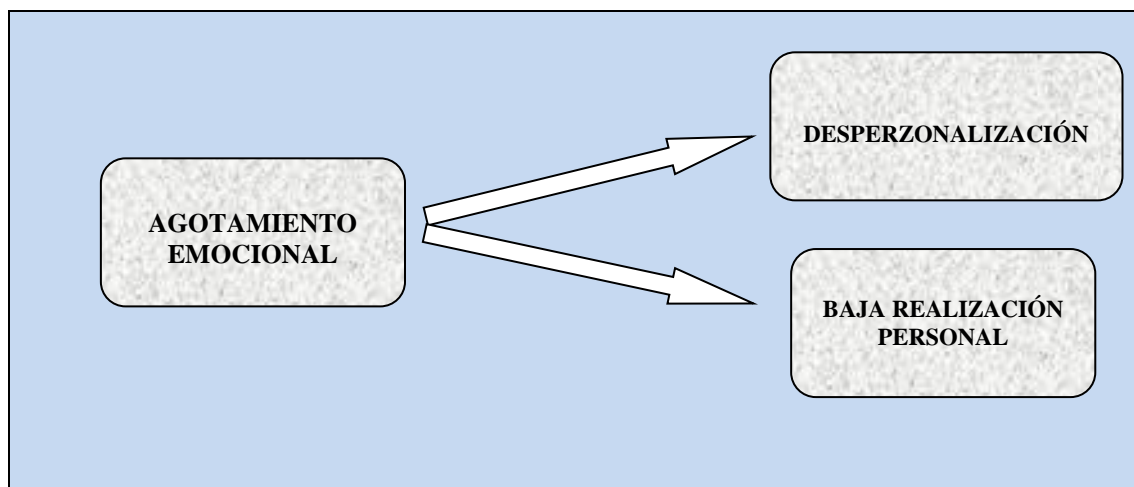 AGOTAMIENTO
EMOCIONAL
DESPERZONALIZACIÓN
BAJA REALIZACIÓN
PERSONAL